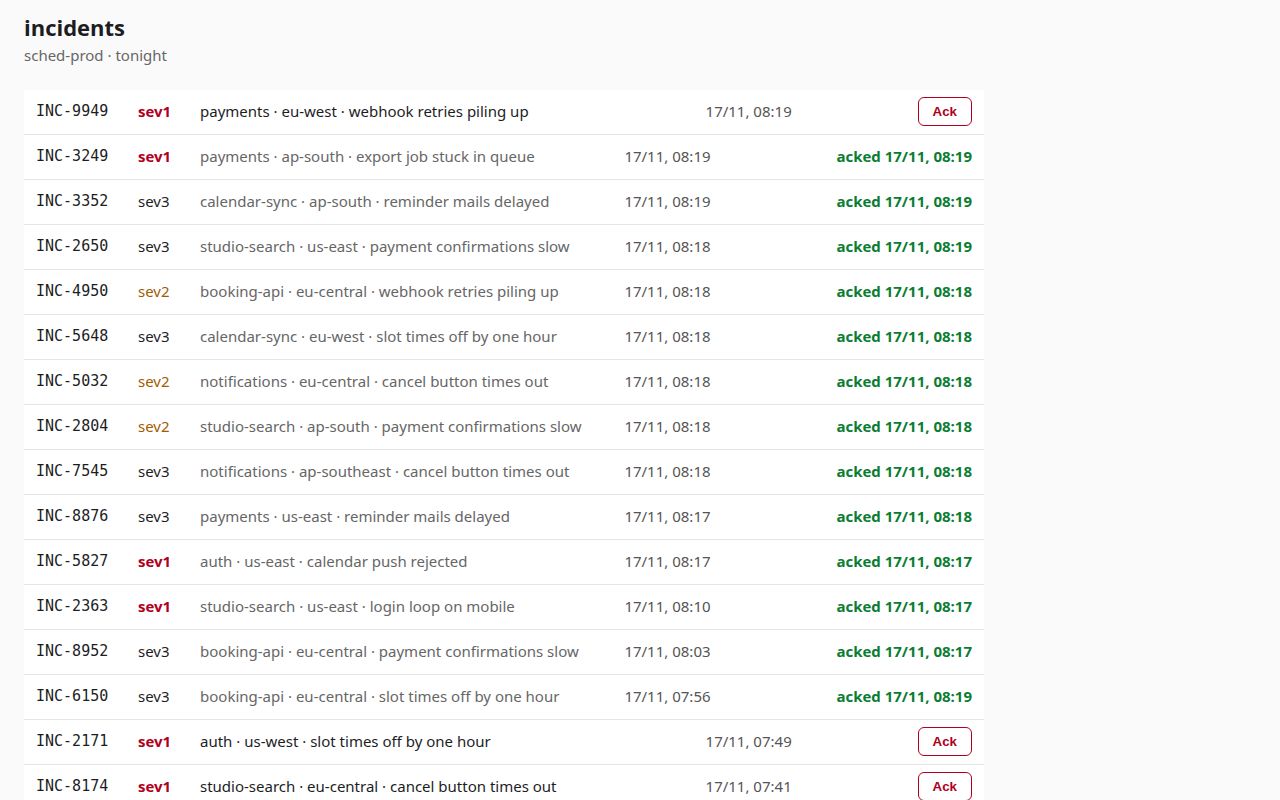 incidents
sched-prod · tonight
INC-9949 sev1 payments · eu-west · webhook retries piling up 17/11, 08:19 Ack
INC-3249 sev1 payments · ap-south · export job stuck in queue 17/11, 08:19 acked 17/11, 08:19
INC-3352 sev3 calendar-sync · ap-south · reminder mails delayed 17/11, 08:19 acked 17/11, 08:19
INC-2650 sev3 studio-search · us-east · payment confirmations slow 17/11, 08:18 acked 17/11, 08:19
INC-4950 sev2 booking-api · eu-central · webhook retries piling up 17/11, 08:18 acked 17/11, 08:18
INC-5648 sev3 calendar-sync · eu-west · slot times off by one hour 17/11, 08:18 acked 17/11, 08:18
INC-5032 sev2 notifications · eu-central · cancel button times out 17/11, 08:18 acked 17/11, 08:18
INC-2804 sev2 studio-search · ap-south · payment confirmations slow 17/11, 08:18 acked 17/11, 08:18
INC-7545 sev3 notifications · ap-southeast · cancel button times out 17/11, 08:18 acked 17/11, 08:18
INC-8876 sev3 payments · us-east · reminder mails delayed 17/11, 08:17 acked 17/11, 08:18
INC-5827 sev1 auth · us-east · calendar push rejected 17/11, 08:17 acked 17/11, 08:17
INC-2363 sev1 studio-search · us-east · login loop on mobile 17/11, 08:10 acked 17/11, 08:17
INC-8952 sev3 booking-api · eu-central · payment confirmations slow 17/11, 08:03 acked 17/11, 08:17
INC-6150 sev3 booking-api · eu-central · slot times off by one hour 17/11, 07:56 acked 17/11, 08:19
INC-2171 sev1 auth · us-west · slot times off by one hour 17/11, 07:49 Ack
INC-8174 sev1 studio-search · eu-central · cancel button times out 17/11, 07:41 Ack